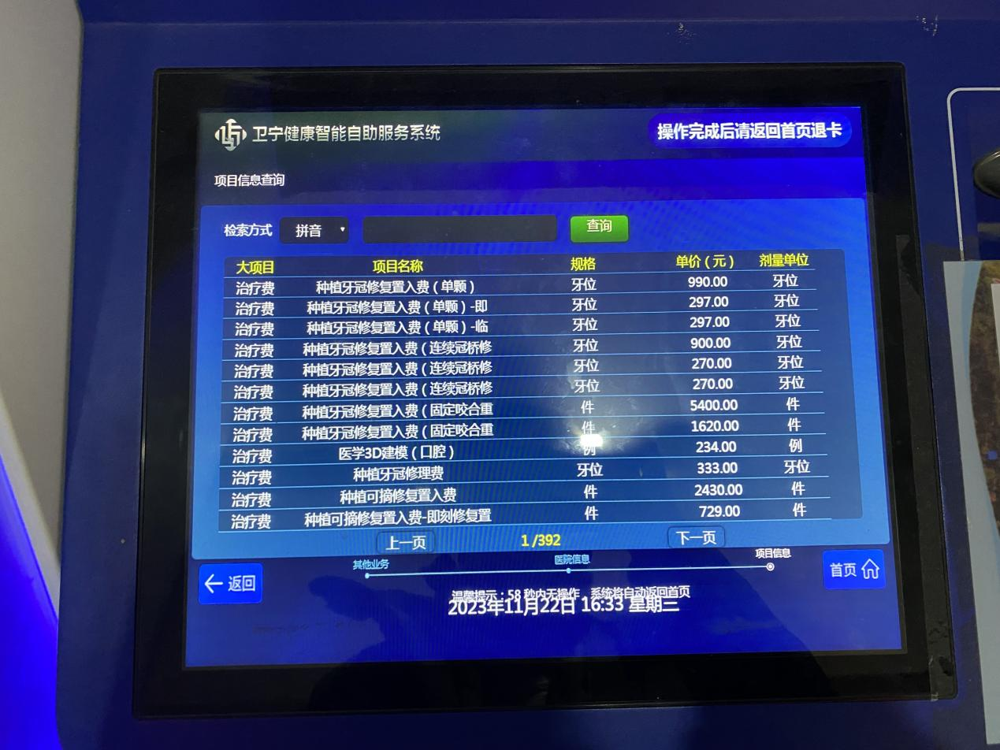 卫宁健康智能自助服务系统 操作完成后请返回首页退卡
项目信息查询
检索方式 拼音 查询
大项目 项目名称 规格 单价（元） 剂量单位
治疗费 种植牙冠修复置入费（单颗） 牙位 990.00 牙位
治疗费 种植牙冠修复置入费（单颗）-即 牙位 297.00 牙位
治疗费 种植牙冠修复置入费（单颗）-临 牙位 297.00 牙位
治疗费 种植牙冠修复置入费（连续冠桥修 牙位 900.00 牙位
治疗费 种植牙冠修复置入费（连续冠桥修 牙位 270.00 牙位
治疗费 种植牙冠修复置入费（连续冠桥修 牙位 270.00 牙位
治疗费 种植牙冠修复置入费（固定咬合重 件 5400.00 件
治疗费 种植牙冠修复置入费（固定咬合重 件 1620.00 件
治疗费 医学3D建模（口腔） 例 234.00 例
治疗费 种植牙冠修理费 牙位 333.00 牙位
治疗费 种植可摘修复置入费 件 2430.00 件
治疗费 种植可摘修复置入费-即刻修复置 件 729.00 件
上一页 1/392 下一页
其他业务 医院信息 项目信息
返回 首页
温馨提示：58 秒内无操作，系统将自动返回首页
2023年11月22日 16:33 星期三